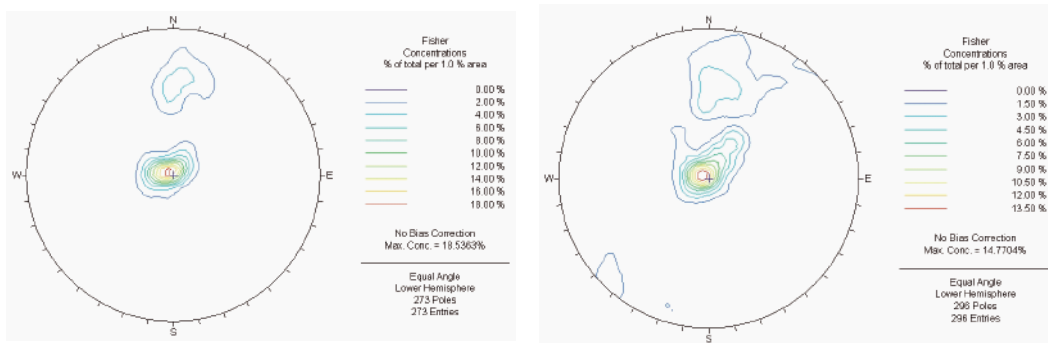 N
W
E
S
Fisher
Concentrations
% of total per 1.0 % area
0.00 %
2.00 %
4.00 %
6.00 %
8.00 %
10.00 %
12.00 %
14.00 %
16.00 %
18.00 %
No Bias Correction
Max. Conc. = 18.5363%
Equal Angle
Lower Hemisphere
273 Poles
273 Entries
N
W
E
S
Fisher
Concentrations
% of total per 1.0 % area
0.00 %
1.50 %
3.00 %
4.50 %
6.00 %
7.50 %
9.00 %
10.50 %
12.00 %
13.50 %
No Bias Correction
Max. Conc. = 14.7704%
Equal Angle
Lower Hemisphere
296 Poles
296 Entries